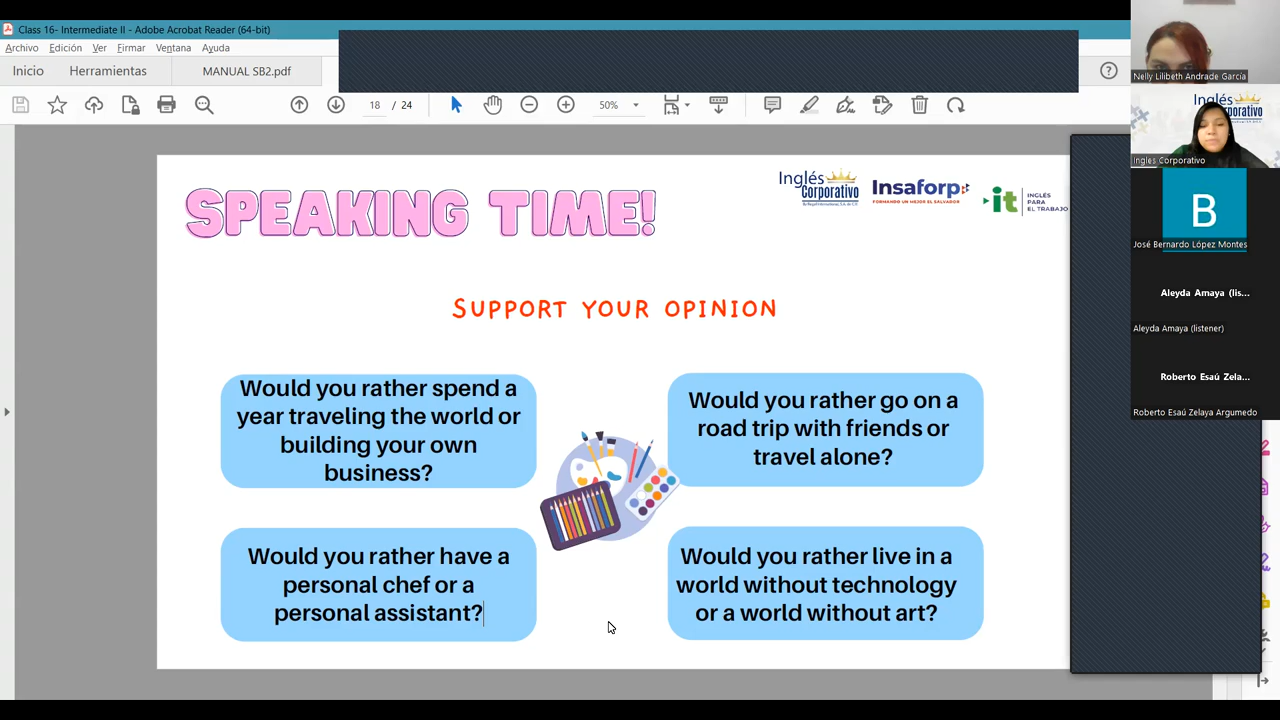 Class 16- Intermediate II - Adobe Acrobat Reader (64-bit)
Archivo Edición Ver Firmar Ventana Ayuda
Inicio Herramientas MANUAL SB2.pdf
18 / 24 50%
SPEAKING TIME!
Inglés
Corporativo
Insaforp
FORMANDO UN MEJOR EL SALVADOR
it
INGLÉS
PARA
EL TRABAJO
SUPPORT YOUR OPINION
Would you rather spend a
year traveling the world or
building your own
business?
Would you rather go on a
road trip with friends or
travel alone?
Would you rather have a
personal chef or a
personal assistant?
Would you rather live in a
world without technology
or a world without art?
Nelly Lilibeth Andrade García
Inglés
Corporativo
Ingles Corporativo
B
José Bernardo López Montes
Aleyda Amaya (lis...
Aleyda Amaya (listener)
Roberto Esaú Zela...
Roberto Esaú Zelaya Argumedo